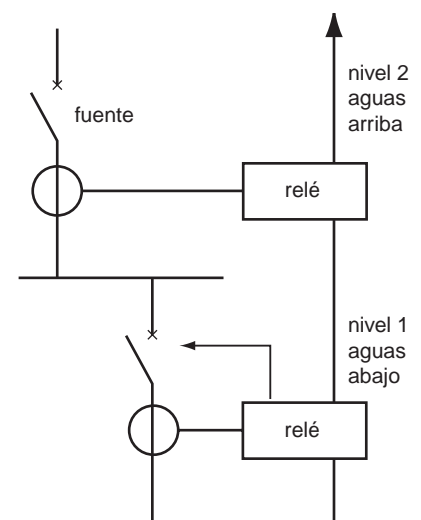 nivel 2
aguas
arriba
fuente
relé
nivel 1
aguas
abajo
relé